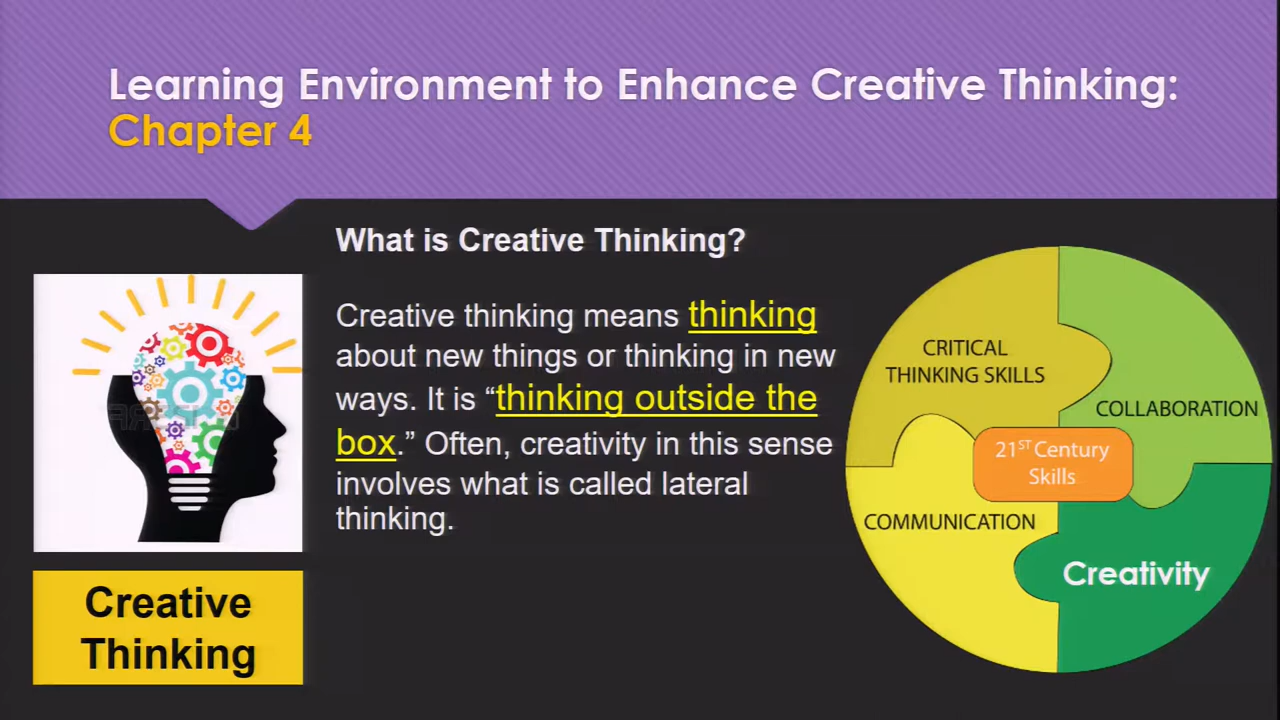 Learning Environment to Enhance Creative Thinking:
Chapter 4
What is Creative Thinking?
Creative thinking means thinking
about new things or thinking in new
ways. It is “thinking outside the
box.” Often, creativity in this sense
involves what is called lateral
thinking.
Creative
Thinking
CRITICAL
THINKING SKILLS
COLLABORATION
21ST Century
Skills
COMMUNICATION
Creativity